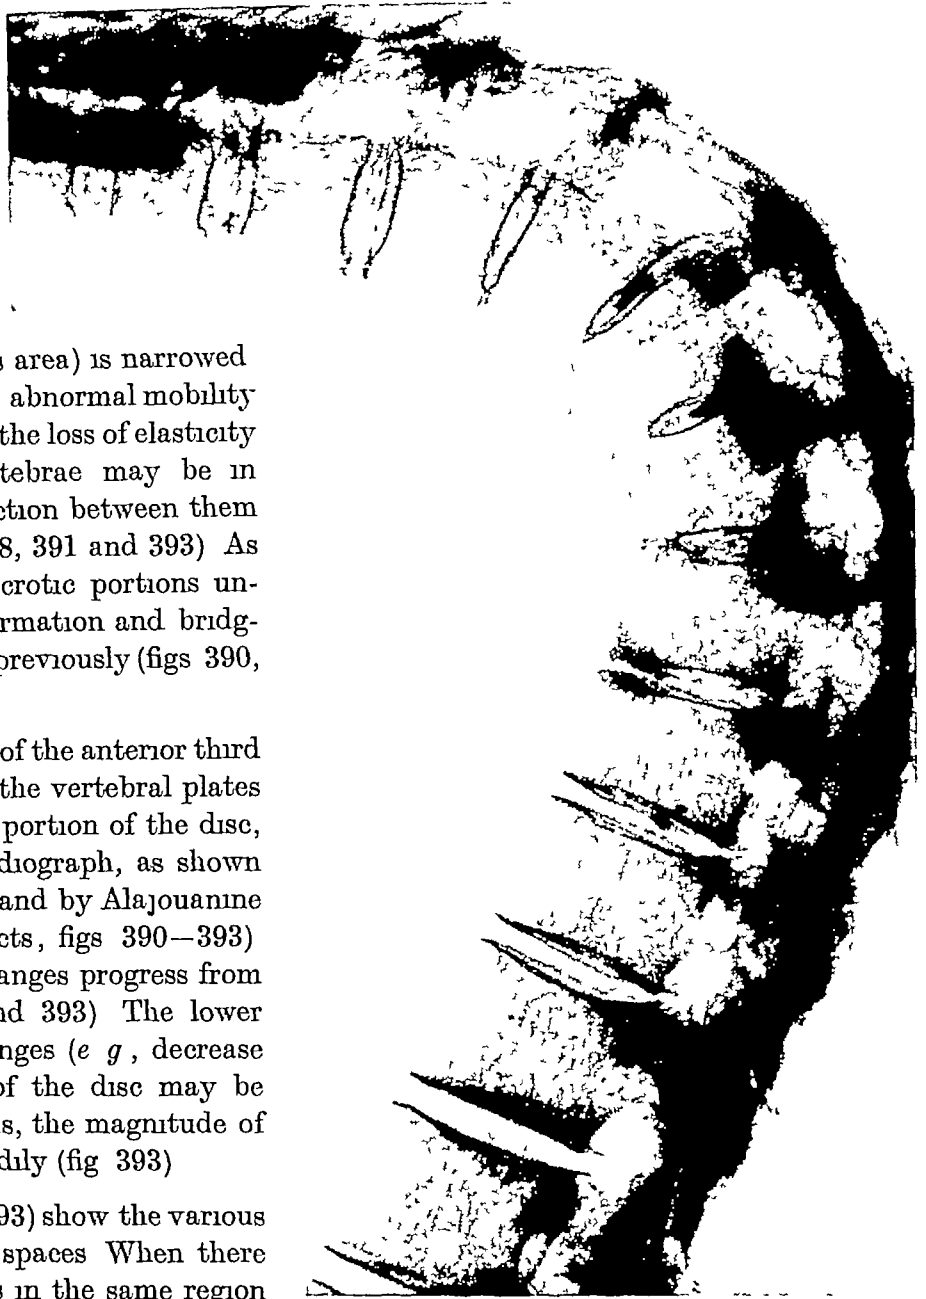 area) is narrowed
abnormal mobility
the loss of elasticity
tebrae may be in
ction between them
8, 391 and 393) As
crotic portions un-
rmation and bridg-
previously (figs 390,
of the anterior third
the vertebral plates
portion of the disc,
diograph, as shown
and by Alajouanine
cts, figs 390—393)
anges progress from
nd 393) The lower
nges (e g, decrease
of the disc may be
s, the magnitude of
dily (fig 393)
93) show the various
spaces When there
s in the same region